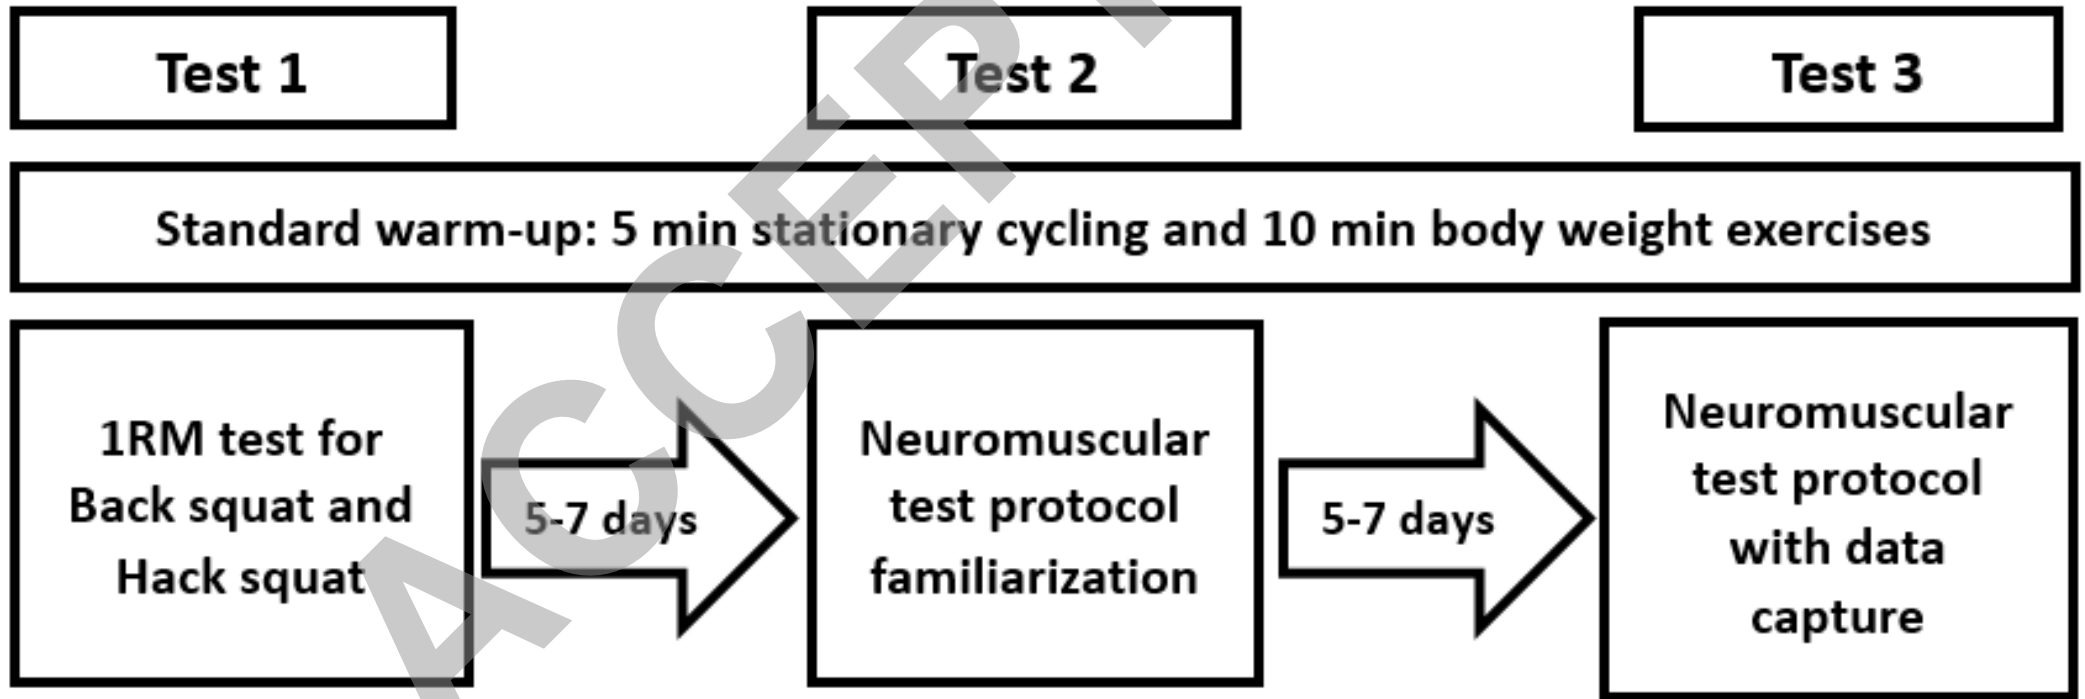 Test 1
Test 2
Test 3
Standard warm-up: 5 min stationary cycling and 10 min body weight exercises
1RM test for
Back squat and
Hack squat
5-7 days
Neuromuscular
test protocol
familiarization
5-7 days
Neuromuscular
test protocol
with data
capture
ACCEP